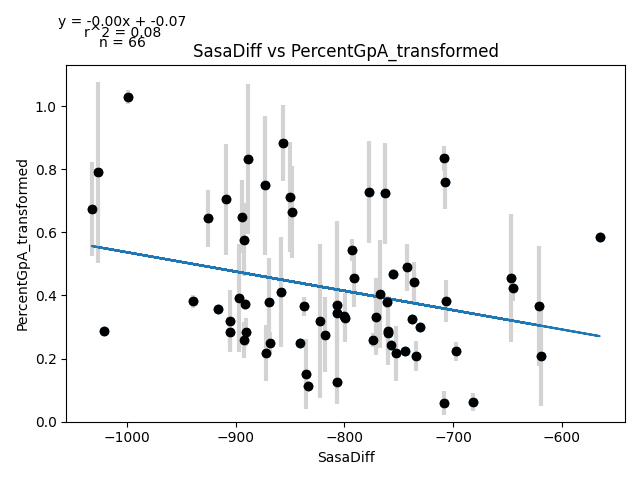 y = -0.00x + -0.07
r^2 = 0.08
n = 66
SasaDiff vs PercentGpA_transformed
PercentGpA_transformed
1.0
0.8
0.6
0.4
0.2
0.0
−1000 −900 −800 −700 −600
SasaDiff